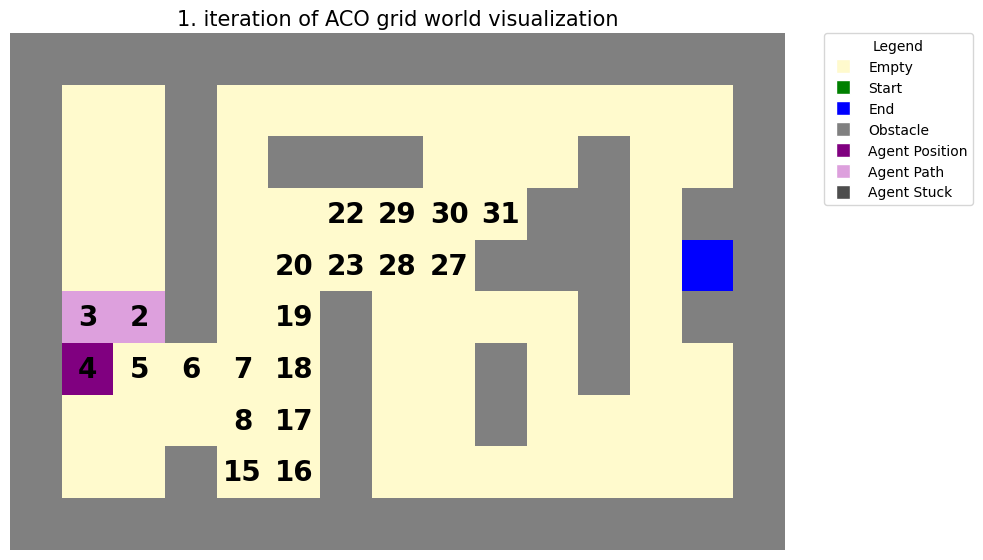 1. iteration of ACO grid world visualization
Legend
Empty
Start
End
Obstacle
Agent Position
Agent Path
Agent Stuck
22 29 30 31
20 23 28 27
3 2 19
4 5 6 7 18
8 17
15 16